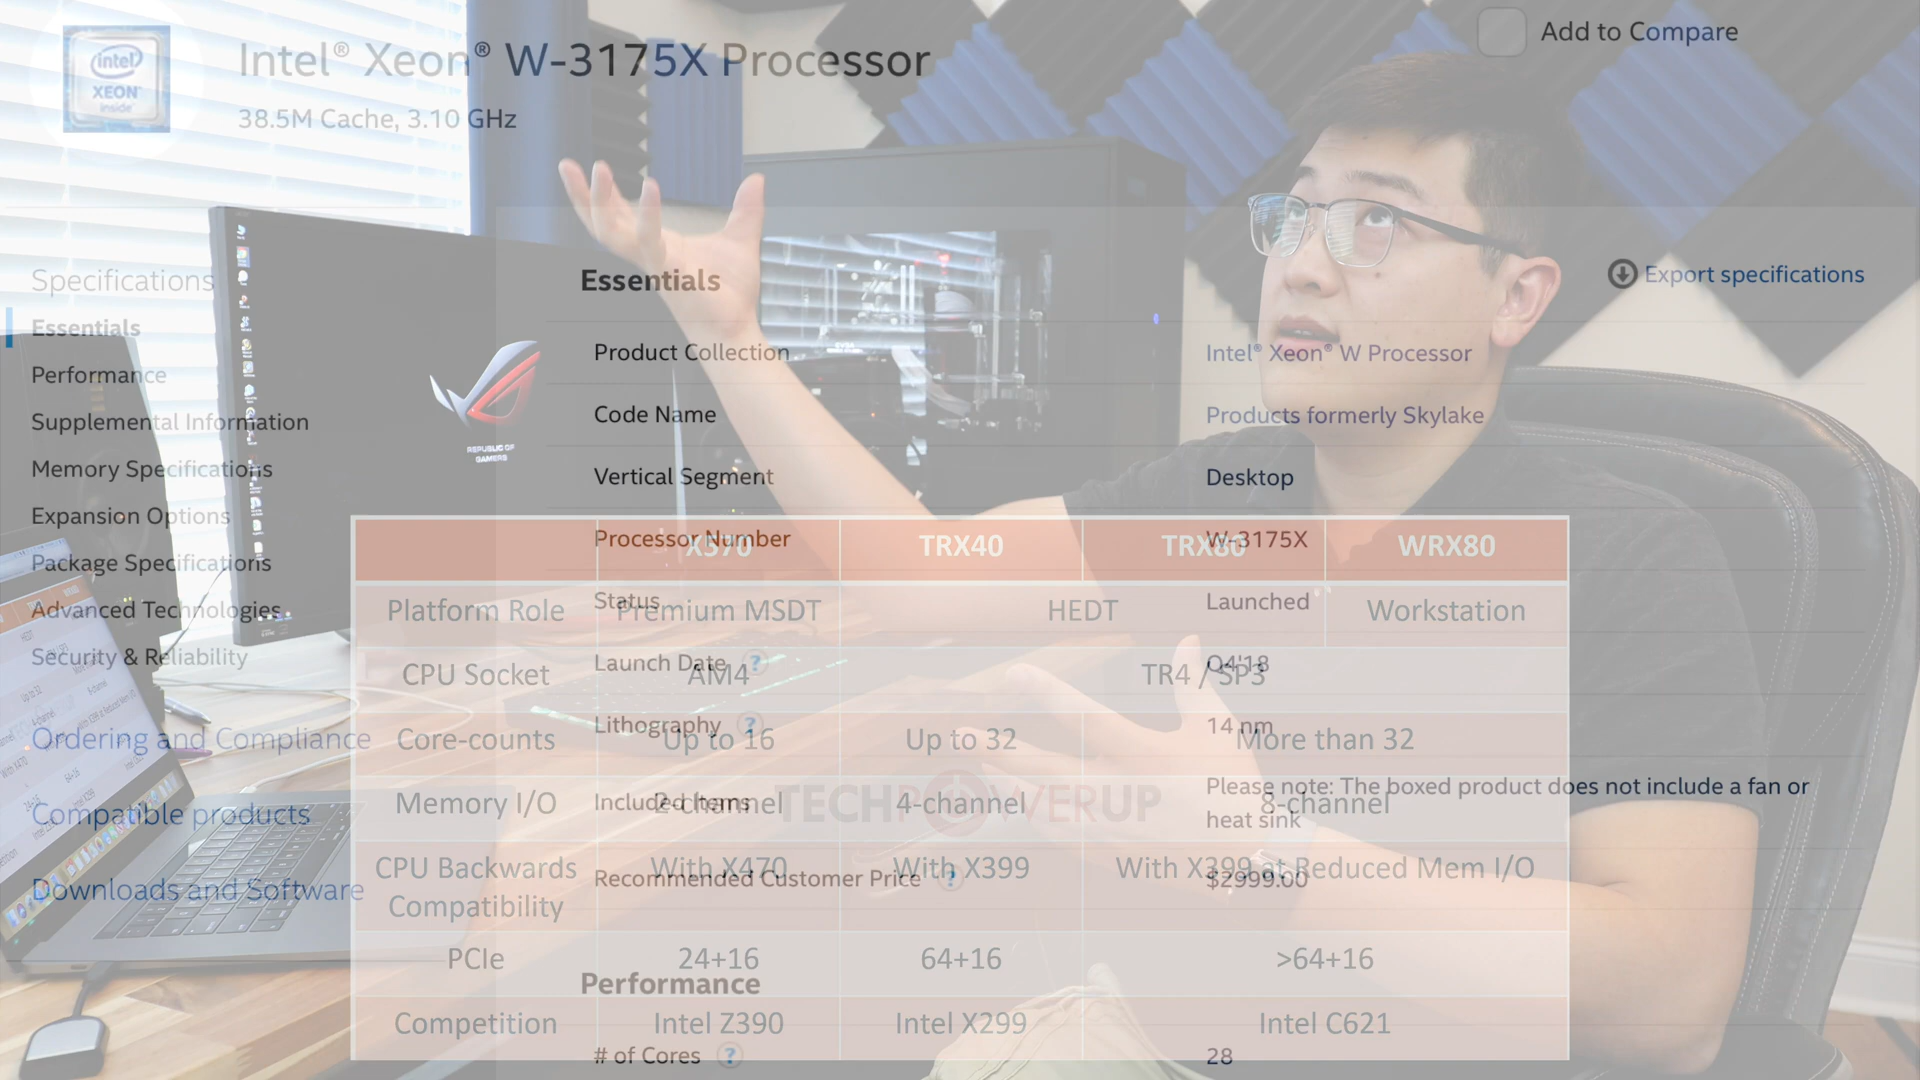 Intel® Xeon® W-3175X Processor
38.5M Cache, 3.10 GHz
Add to Compare
intel
XEON
inside
Specifications
Essentials
Performance
Supplemental Information
Memory Specifications
Expansion Options
Package Specifications
Advanced Technologies
Security & Reliability
Ordering and Compliance
Compatible products
Downloads and Software
Essentials
Export specifications
Product Collection Intel® Xeon® W Processor
Code Name Products formerly Skylake
Vertical Segment Desktop
Processor Number W-3175X
Status Launched
Launch Date ? Q4'18
Lithography ? 14 nm
Included Items Please note: The boxed product does not include a fan or
heat sink
Recommended Customer Price ? $2999.00
Performance
# of Cores ? 28
REPUBLIC OF
GAMERS
X570 TRX40 TRX80 WRX80
Platform Role Premium MSDT HEDT Workstation
CPU Socket AM4 TR4 / SP3
Core-counts Up to 16 Up to 32 More than 32
Memory I/O 2-channel 4-channel 8-channel
CPU Backwards With X470 With X399 With X399 at Reduced Mem I/O
Compatibility
PCIe 24+16 64+16 >64+16
Competition Intel Z390 Intel X299 Intel C621
TECHPOWERUP